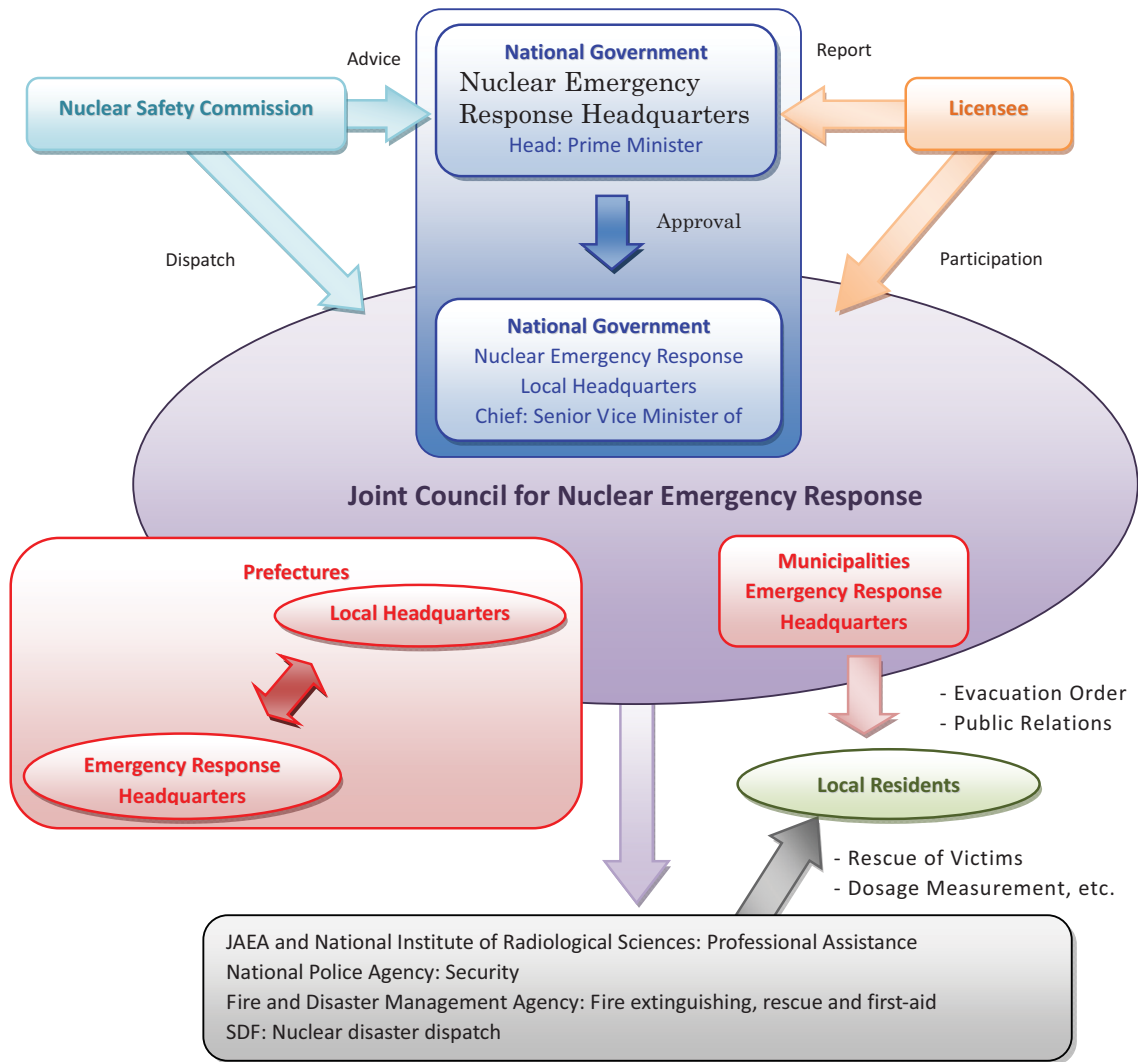 Advice
National Government
Nuclear Emergency
Response Headquarters
Head: Prime Minister
Report
Nuclear Safety Commission
Licensee
Approval
Dispatch
Participation
National Government
Nuclear Emergency Response
Local Headquarters
Chief: Senior Vice Minister of
Joint Council for Nuclear Emergency Response
Prefectures
Local Headquarters
Emergency Response
Headquarters
Municipalities
Emergency Response
Headquarters
- Evacuation Order
- Public Relations
Local Residents
- Rescue of Victims
- Dosage Measurement, etc.
JAEA and National Institute of Radiological Sciences: Professional Assistance
National Police Agency: Security
Fire and Disaster Management Agency: Fire extinguishing, rescue and first-aid
SDF: Nuclear disaster dispatch